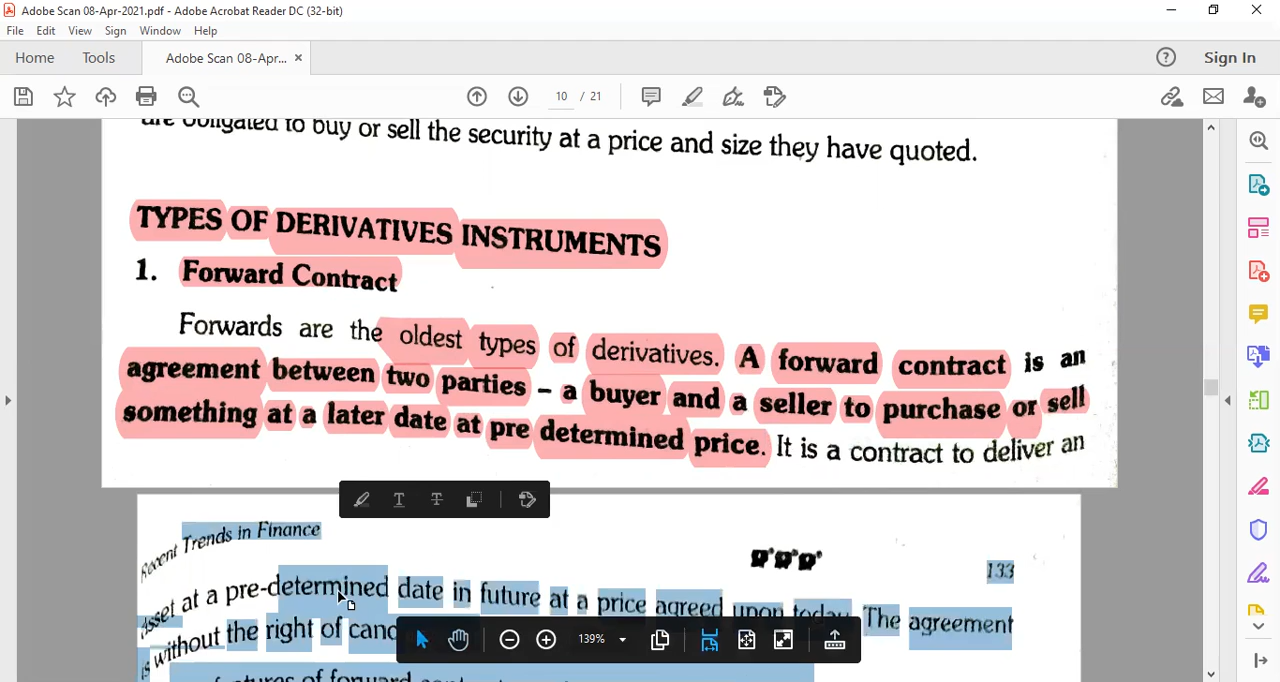 Adobe Scan 08-Apr-2021.pdf - Adobe Acrobat Reader DC (32-bit)
File Edit View Sign Window Help
Home Tools Adobe Scan 08-Apr... × Sign In
10 / 21
are obligated to buy or sell the security at a price and size they have quoted.
TYPES OF DERIVATIVES INSTRUMENTS
1. Forward Contract
Forwards are the oldest types of derivatives. A forward contract is an
agreement between two parties – a buyer and a seller to purchase or sell
something at a later date at pre determined price. It is a contract to deliver an
Recent Trends in Finance
133
asset at a pre-determined date in future at a price agreed upon today. The agreement
is without the right of canc
139%
features of forward